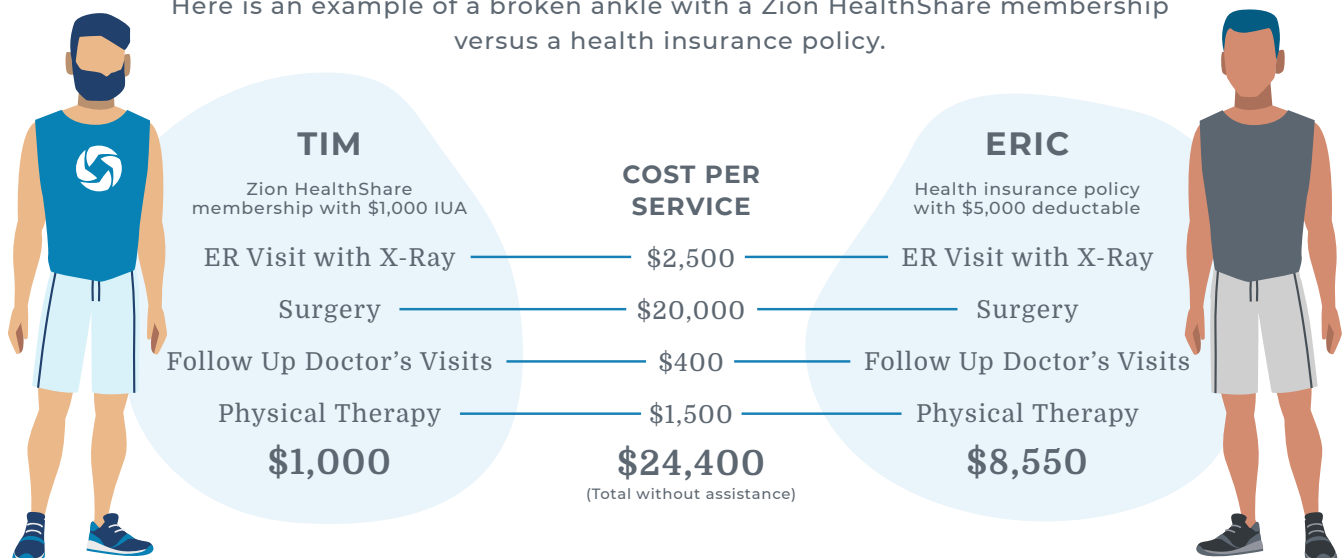 Here is an example of a broken ankle with a Zion HealthShare membership
versus a health insurance policy.
TIM
Zion HealthShare
membership with $1,000 IUA
COST PER
SERVICE
ERIC
Health insurance policy
with $5,000 deductable
ER Visit with X-Ray $2,500 ER Visit with X-Ray
Surgery $20,000 Surgery
Follow Up Doctor’s Visits $400 Follow Up Doctor’s Visits
Physical Therapy $1,500 Physical Therapy
$1,000 $24,400 $8,550
(Total without assistance)